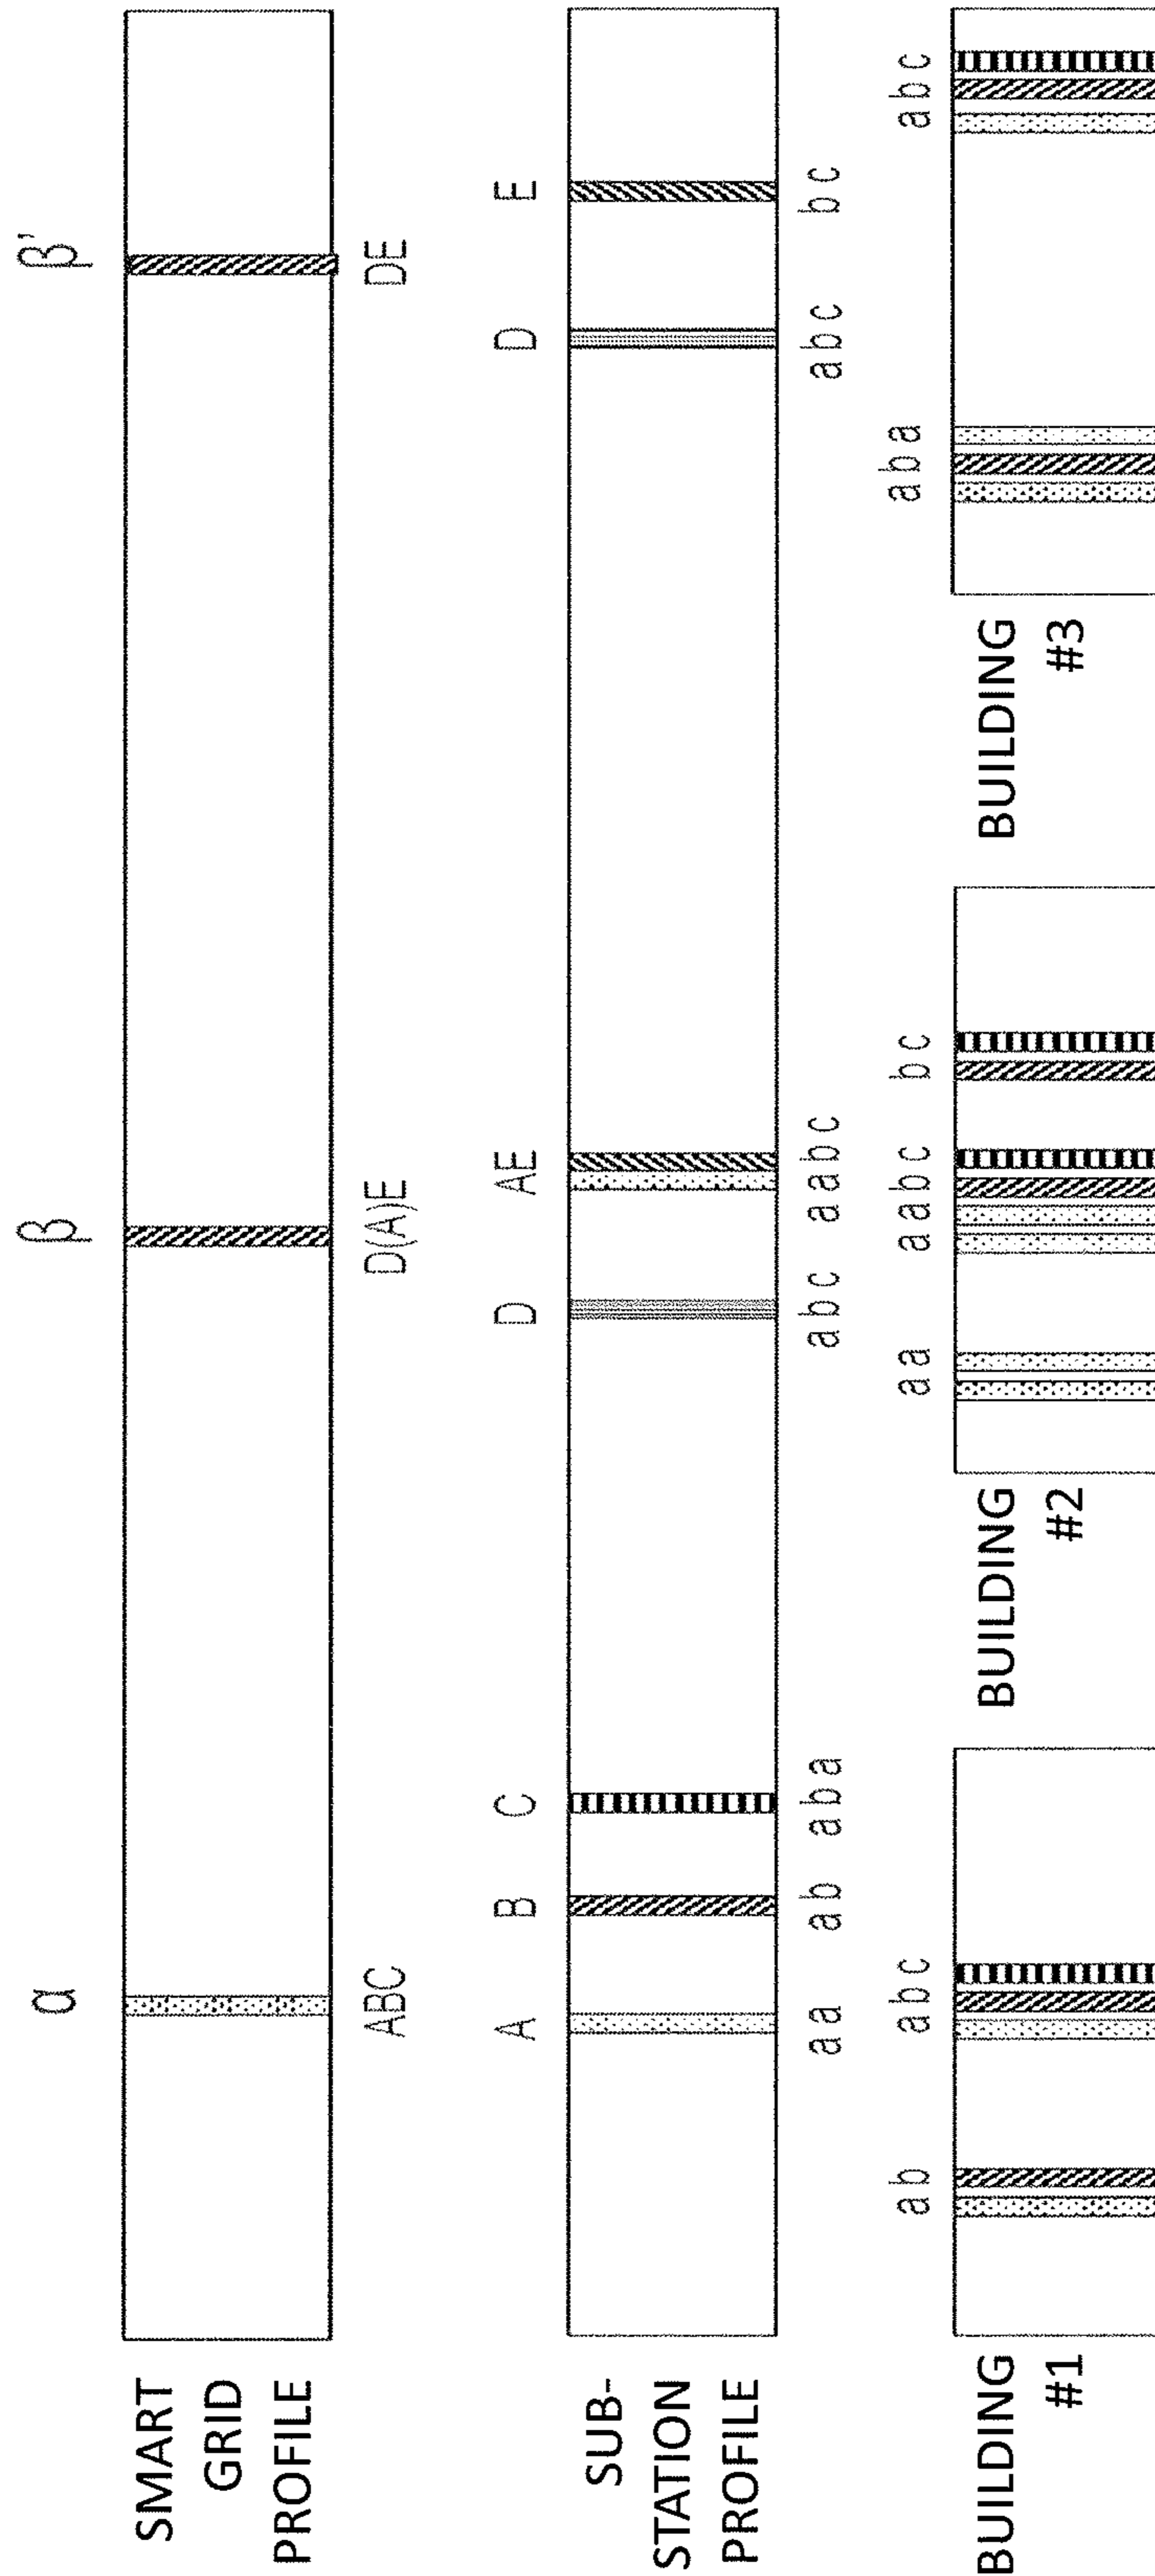 α β β'
SMART
GRID
PROFILE
ABC D(A)E DE
A B C D AE D E
SUB-
STATION
PROFILE
aa ab aba abc aabc abc bc
ab abc aa aabc bc aba abc
BUILDING
#1
BUILDING
#2
BUILDING
#3